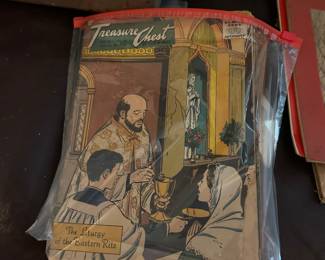 Treasure Chest
The Liturgy
of the Eastern Rite